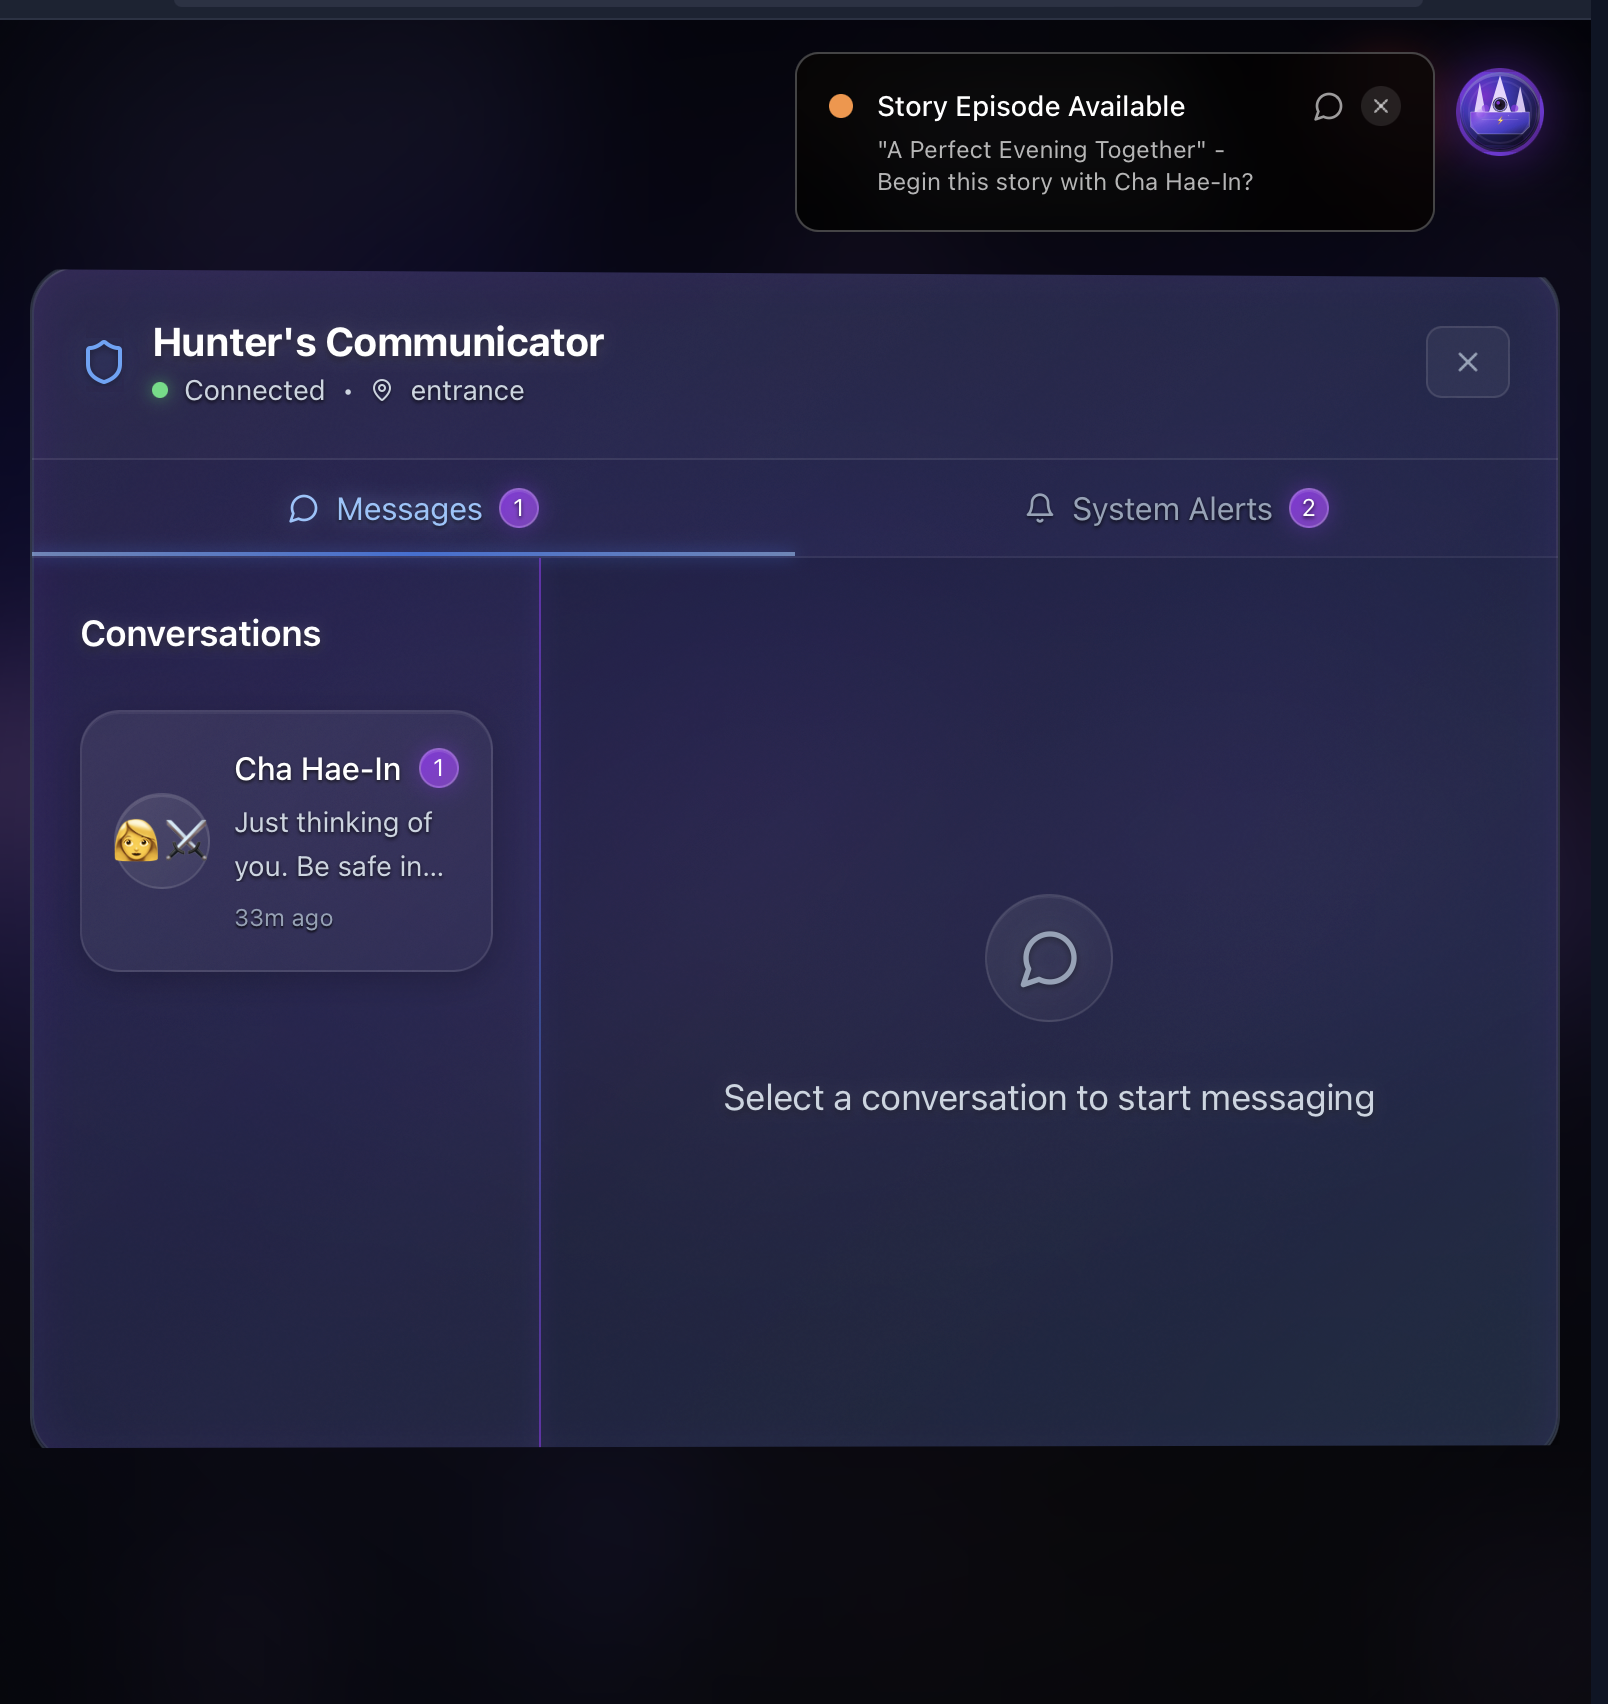 Story Episode Available
"A Perfect Evening Together" -
Begin this story with Cha Hae-In?
Hunter's Communicator
Connected • entrance
Messages 1
System Alerts 2
Conversations
Cha Hae-In 1
Just thinking of
you. Be safe in...
33m ago
Select a conversation to start messaging